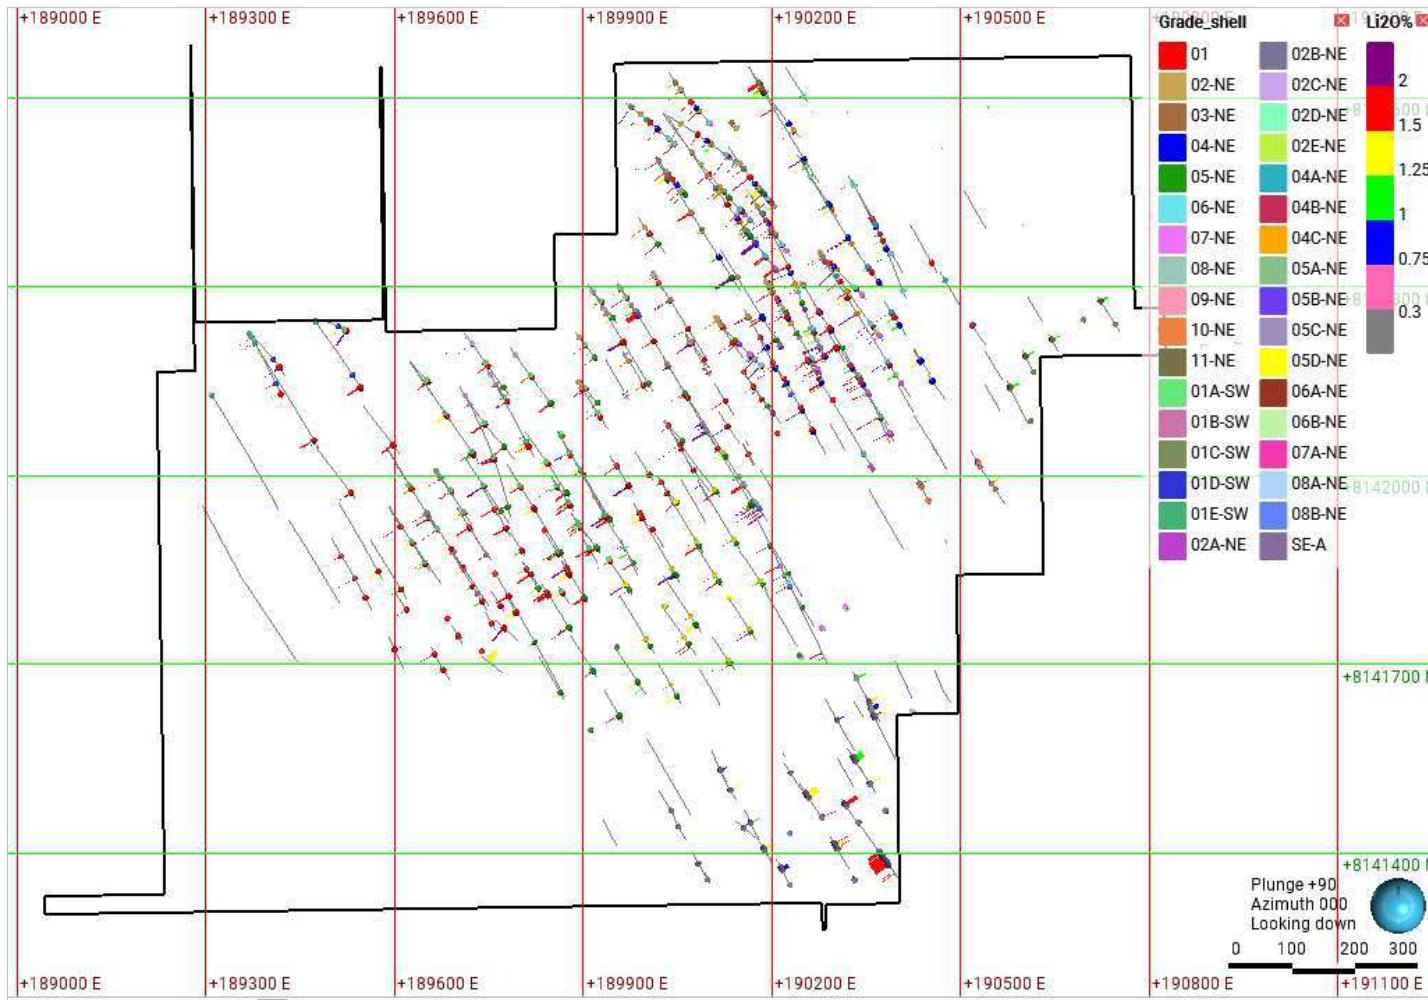 +189000 E +189300 E +189600 E +189900 E +190200 E +190500 E
Grade_shell Li2O%
01 02B-NE
02-NE 02C-NE
03-NE 02D-NE
04-NE 02E-NE
05-NE 04A-NE
06-NE 04B-NE
07-NE 04C-NE
08-NE 05A-NE
09-NE 05B-NE
10-NE 05C-NE
11-NE 05D-NE
01A-SW 06A-NE
01B-SW 06B-NE
01C-SW 07A-NE
01D-SW 08A-NE
01E-SW 08B-NE
02A-NE SE-A
2
1.5
1.25
1
0.75
0.3
+8142000 N
+8141700 N
+8141400 N
Plunge +90
Azimuth 000
Looking down
0 100 200 300
+189000 E +189300 E +189600 E +189900 E +190200 E +190500 E +190800 E +191100 E